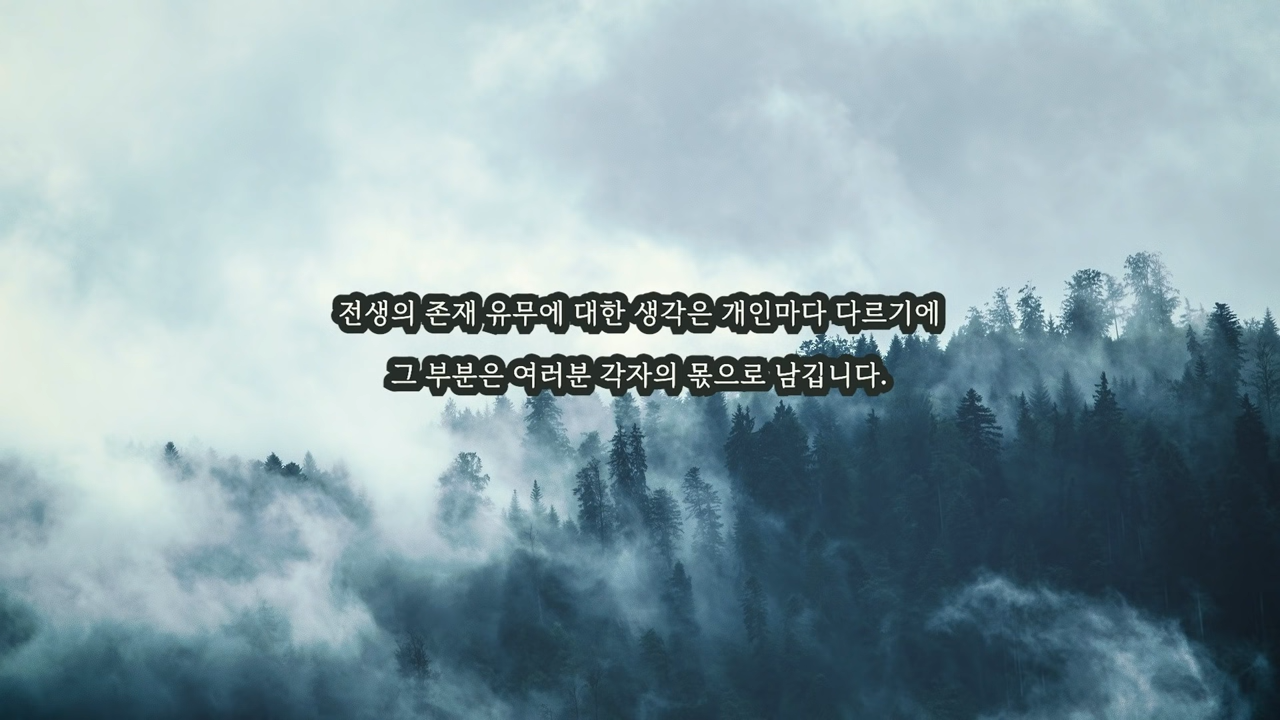 전생의 존재 유무에 대한 생각은 개인마다 다르기에
그 부분은 여러분 각자의 몫으로 남깁니다.